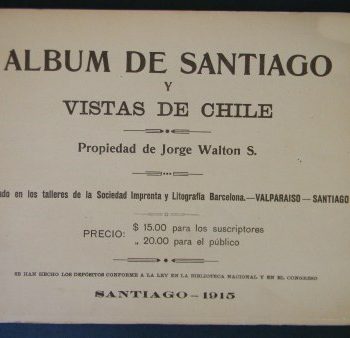 ALBUM DE SANTIAGO
Y
VISTAS DE CHILE
Propiedad de Jorge Walton S.
ado en los talleres de la Sociedad Imprenta y Litografía Barcelona.—VALPARAISO—SANTIAGO
PRECIO: $ 15.00 para los suscriptores
„ 20.00 para el público
SE HAN HECHO LOS DEPÓSITOS CONFORME A LA LEY EN LA BIBLIOTECA NACIONAL Y EN EL CONGRESO
SANTIAGO—1915